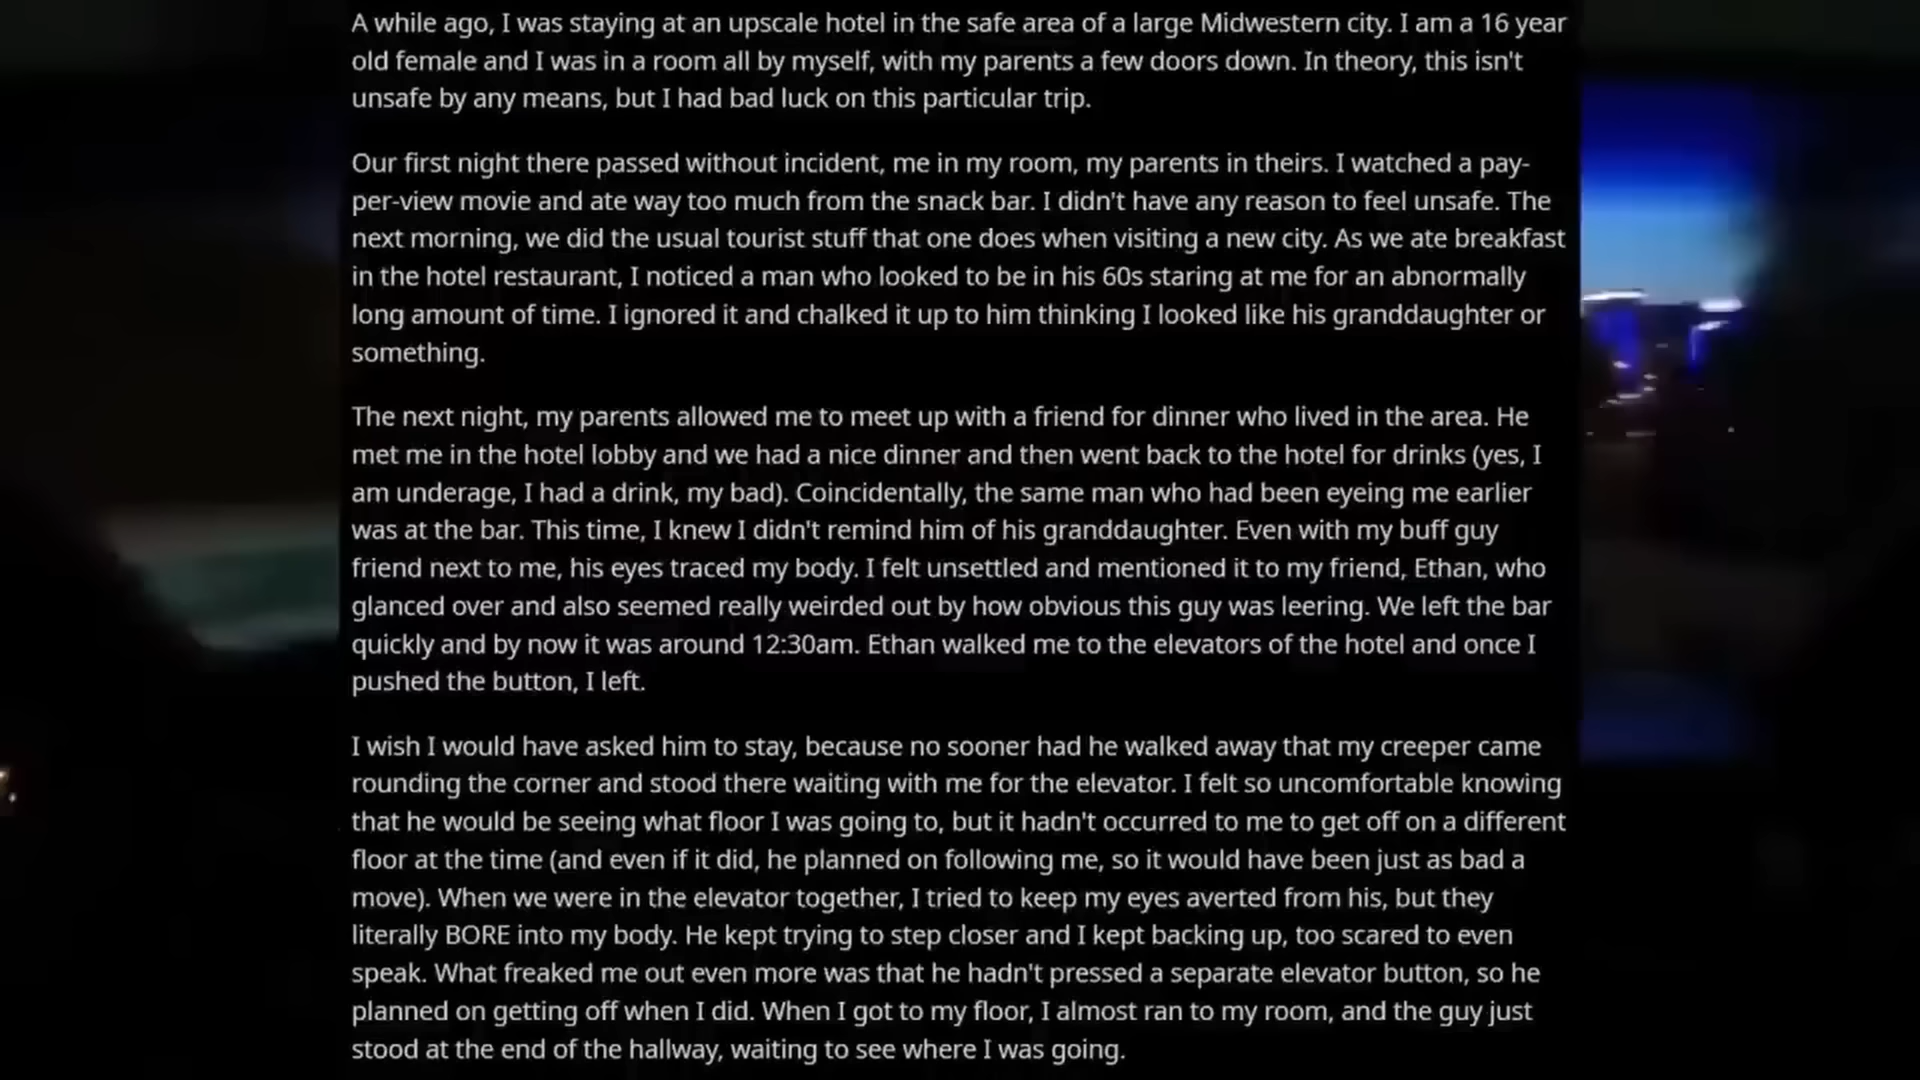 A while ago, I was staying at an upscale hotel in the safe area of a large Midwestern city. I am a 16 year
old female and I was in a room all by myself, with my parents a few doors down. In theory, this isn't
unsafe by any means, but I had bad luck on this particular trip.
Our first night there passed without incident, me in my room, my parents in theirs. I watched a pay-
per-view movie and ate way too much from the snack bar. I didn't have any reason to feel unsafe. The
next morning, we did the usual tourist stuff that one does when visiting a new city. As we ate breakfast
in the hotel restaurant, I noticed a man who looked to be in his 60s staring at me for an abnormally
long amount of time. I ignored it and chalked it up to him thinking I looked like his granddaughter or
something.
The next night, my parents allowed me to meet up with a friend for dinner who lived in the area. He
met me in the hotel lobby and we had a nice dinner and then went back to the hotel for drinks (yes, I
am underage, I had a drink, my bad). Coincidentally, the same man who had been eyeing me earlier
was at the bar. This time, I knew I didn't remind him of his granddaughter. Even with my buff guy
friend next to me, his eyes traced my body. I felt unsettled and mentioned it to my friend, Ethan, who
glanced over and also seemed really weirded out by how obvious this guy was leering. We left the bar
quickly and by now it was around 12:30am. Ethan walked me to the elevators of the hotel and once I
pushed the button, I left.
I wish I would have asked him to stay, because no sooner had he walked away that my creeper came
rounding the corner and stood there waiting with me for the elevator. I felt so uncomfortable knowing
that he would be seeing what floor I was going to, but it hadn't occurred to me to get off on a different
floor at the time (and even if it did, he planned on following me, so it would have been just as bad a
move). When we were in the elevator together, I tried to keep my eyes averted from his, but they
literally BORE into my body. He kept trying to step closer and I kept backing up, too scared to even
speak. What freaked me out even more was that he hadn't pressed a separate elevator button, so he
planned on getting off when I did. When I got to my floor, I almost ran to my room, and the guy just
stood at the end of the hallway, waiting to see where I was going.